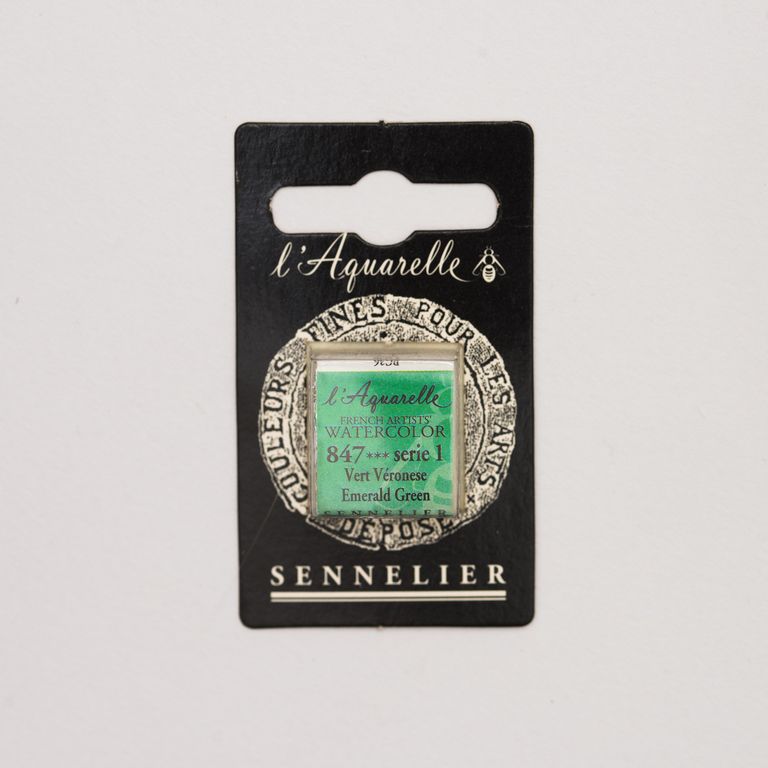 l'Aquarelle
COULEURS FINES POUR LES ARTS
l'Aquarelle
FRENCH ARTISTS'
WATERCOLOR
847*** serie 1
Vert Véronese
Emerald Green
SENNELIER
DÉPOSÉ
SENNELIER